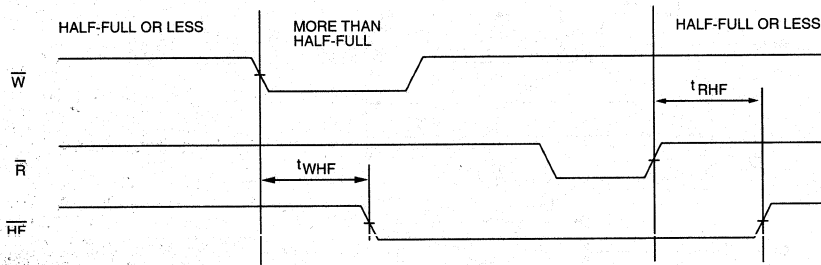 HALF-FULL OR LESS
MORE THAN
HALF-FULL
HALF-FULL OR LESS
W
tRHF
R
tWHF
HF